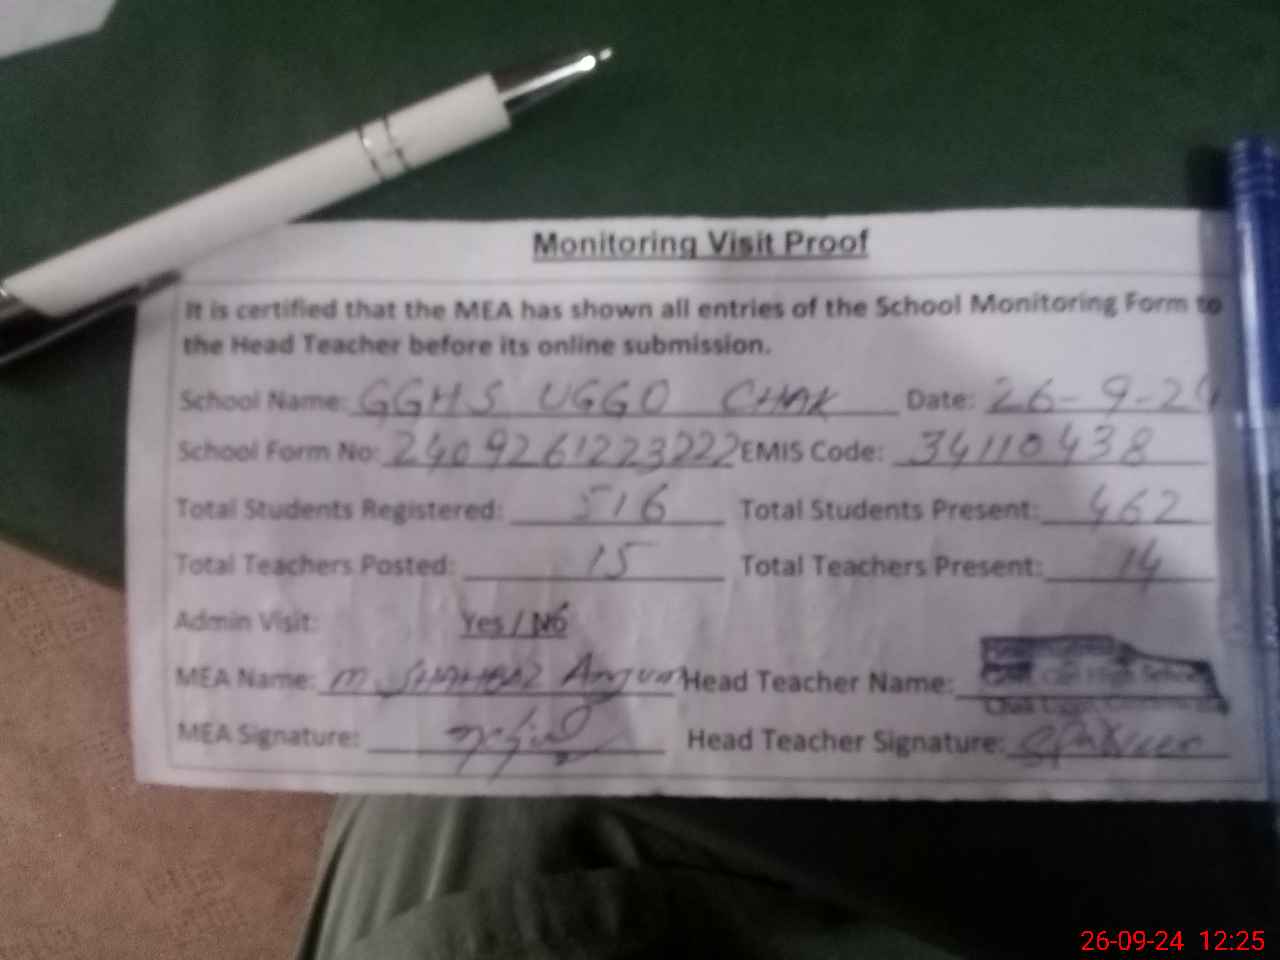 Monitoring Visit Proof
It is certified that the MEA has shown all entries of the School Monitoring Form to
the Head Teacher before its online submission.
School Name: GGHS UGGO CHAK Date: 26-9-24
School Form No: 2409261223222 EMIS Code: 34110438
Total Students Registered: 516 Total Students Present: 462
Total Teachers Posted: 15 Total Teachers Present: 14
Admin Visit: Yes / No
MEA Name: M. SHAHBAZ Anjum Head Teacher Name: High School
MEA Signature: Head Teacher Signature:
26-09-24 12:25